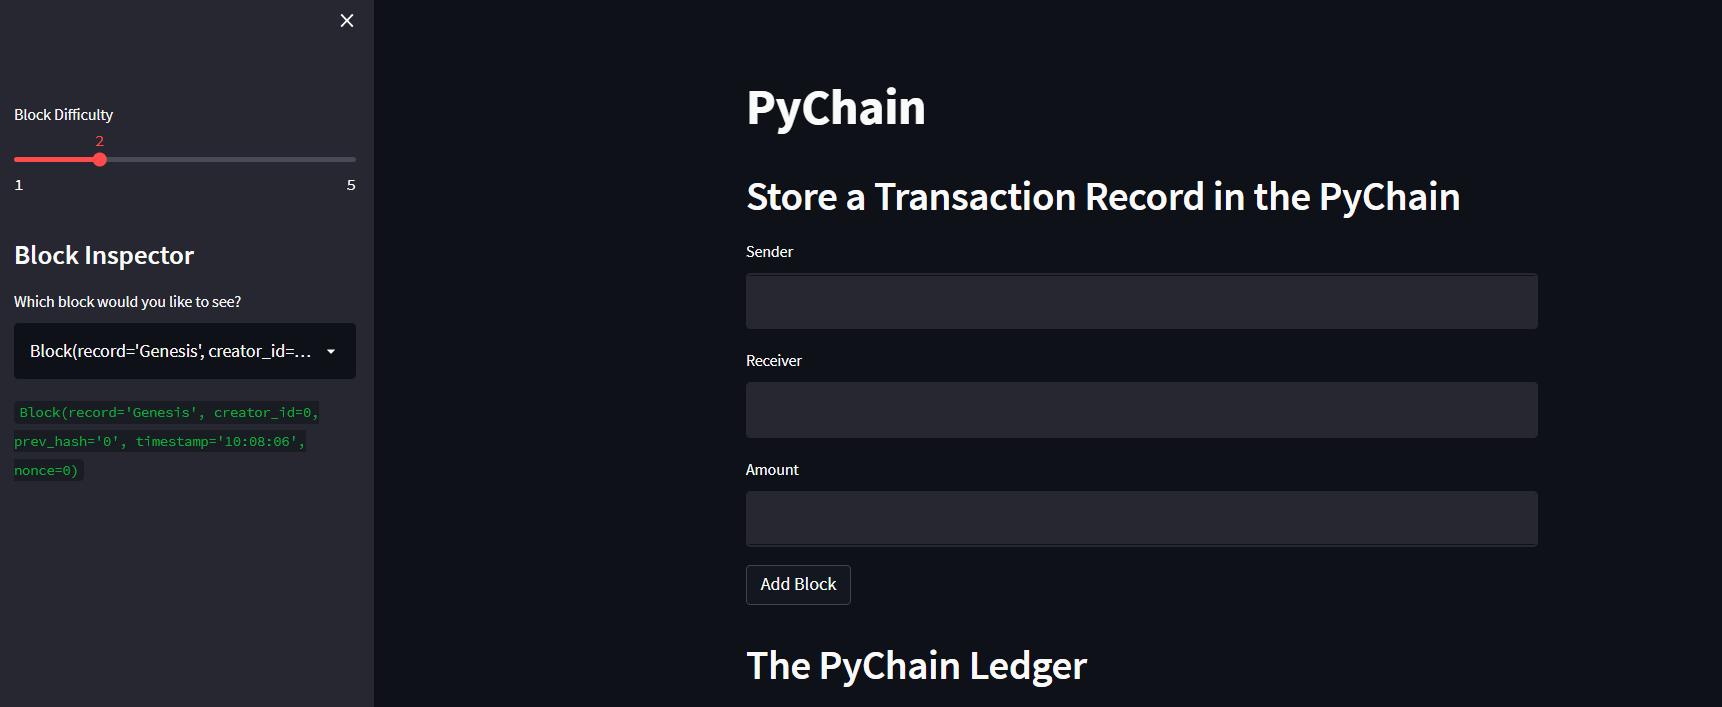 Block Difficulty
2
1 5
Block Inspector
Which block would you like to see?
Block(record='Genesis', creator_id=...
Block(record='Genesis', creator_id=0,
prev_hash='0', timestamp='10:08:06',
nonce=0)
PyChain
Store a Transaction Record in the PyChain
Sender
Receiver
Amount
Add Block
The PyChain Ledger